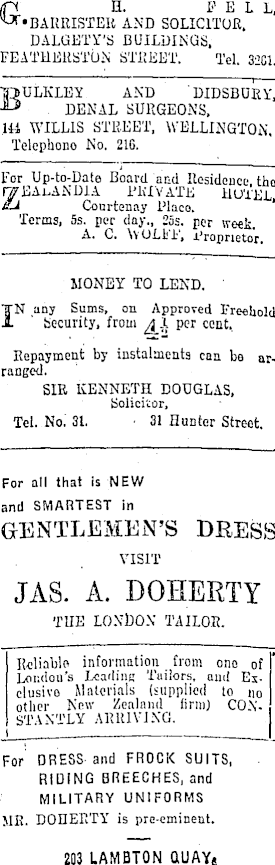 G. H. FELL,
BARRISTER AND SOLICITOR,
DALGETY'S BUILDINGS,
FEATHERSTON STREET. Tel. 3261.
BULKLEY AND DIDSBURY,
DENAL SURGEONS,
144 WILLIS STREET, WELLINGTON,
Telephone No. 216.
For Up-to-Date Board and Residence, the
ZEALANDIA PRIVATE HOTEL,
Courtenay Place.
Terms, 5s. per day., 25s. per week.
A. C. WOLFF, Proprietor.
MONEY TO LEND.
IN any Sums, on Approved Freehold
Security, from 4½ per cent.
Repayment by instalments can be ar-
ranged.
SIR KENNETH DOUGLAS,
Solicitor,
Tel. No. 31. 31 Hunter Street.
For all that is NEW
and SMARTEST in
GENTLEMEN'S DRESS
VISIT
JAS. A. DOHERTY
THE LONDON TAILOR.
Reliable information from one of
London's Leading Tailors, and Ex-
clusive Materials (supplied to no
other New Zealand firm) CON-
STANTLY ARRIVING.
For DRESS and FROCK SUITS,
RIDING BREECHES, and
MILITARY UNIFORMS
MR. DOHERTY is pre-eminent.
203 LAMBTON QUAY.